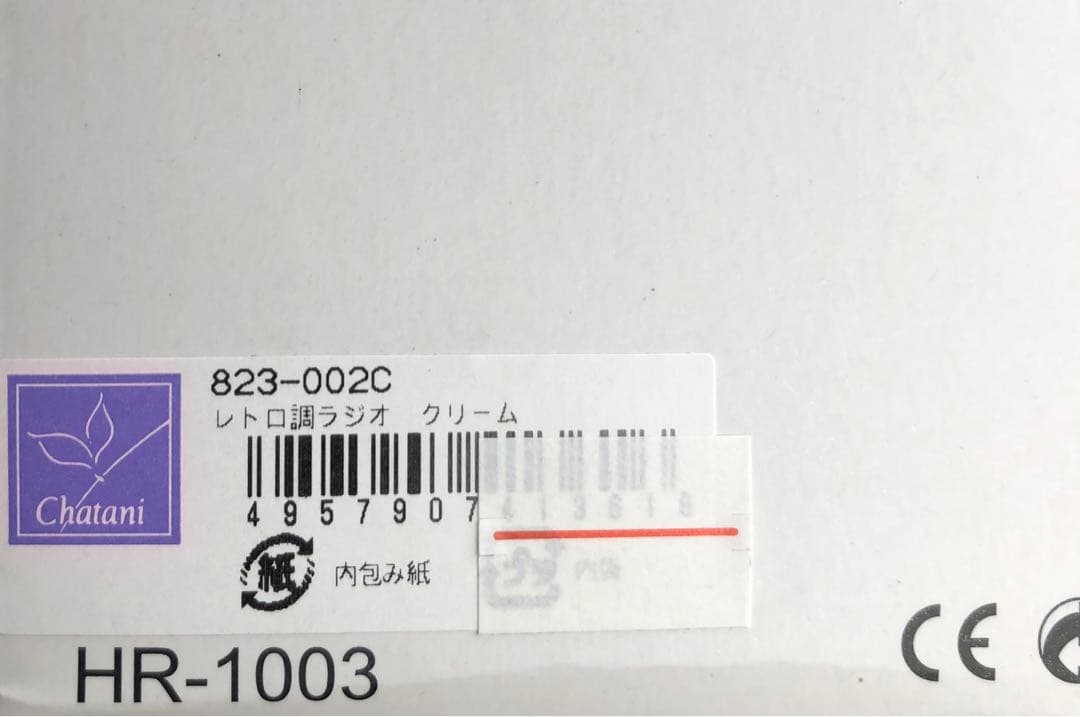 823-002C
レトロ調ラジオ クリーム
4957907
Chatani
紙 内包み紙
HR-1003
CE